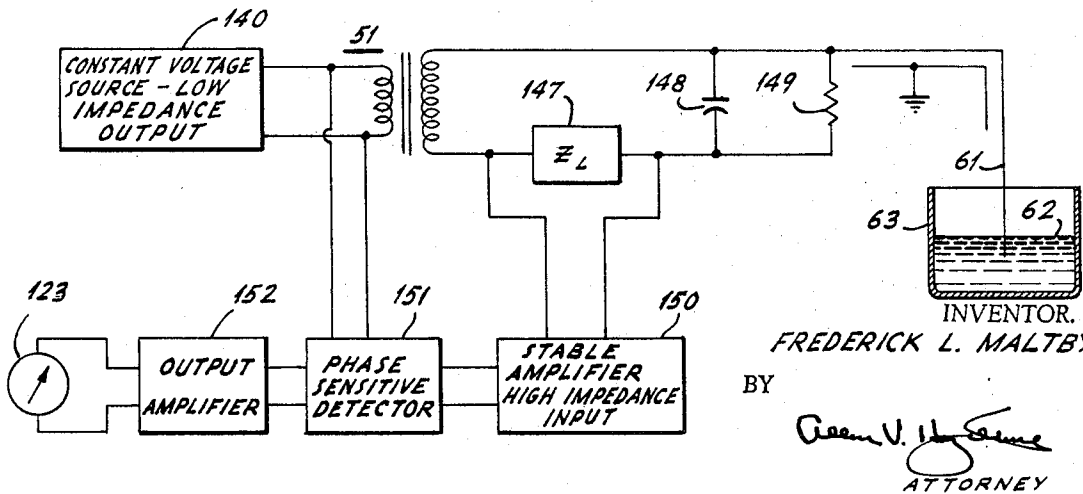 140
51
CONSTANT VOLTAGE
SOURCE - LOW
IMPEDANCE
OUTPUT
147
Z_L
148
149
61
63
62
123
152
OUTPUT
AMPLIFIER
151
PHASE
SENSITIVE
DETECTOR
150
STABLE
AMPLIFIER
HIGH IMPEDANCE
INPUT
INVENTOR.
FREDERICK L. MALTBY
BY
ATTORNEY